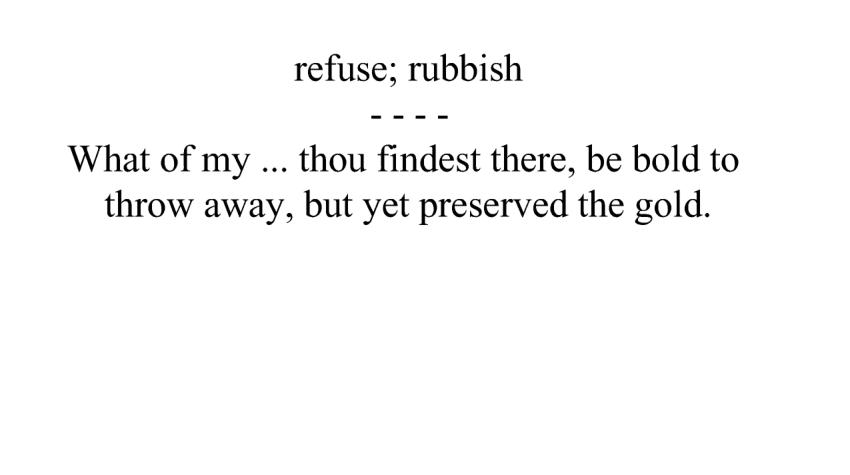 refuse; rubbish
- - - -
What of my ... thou findest there, be bold to
throw away, but yet preserved the gold.